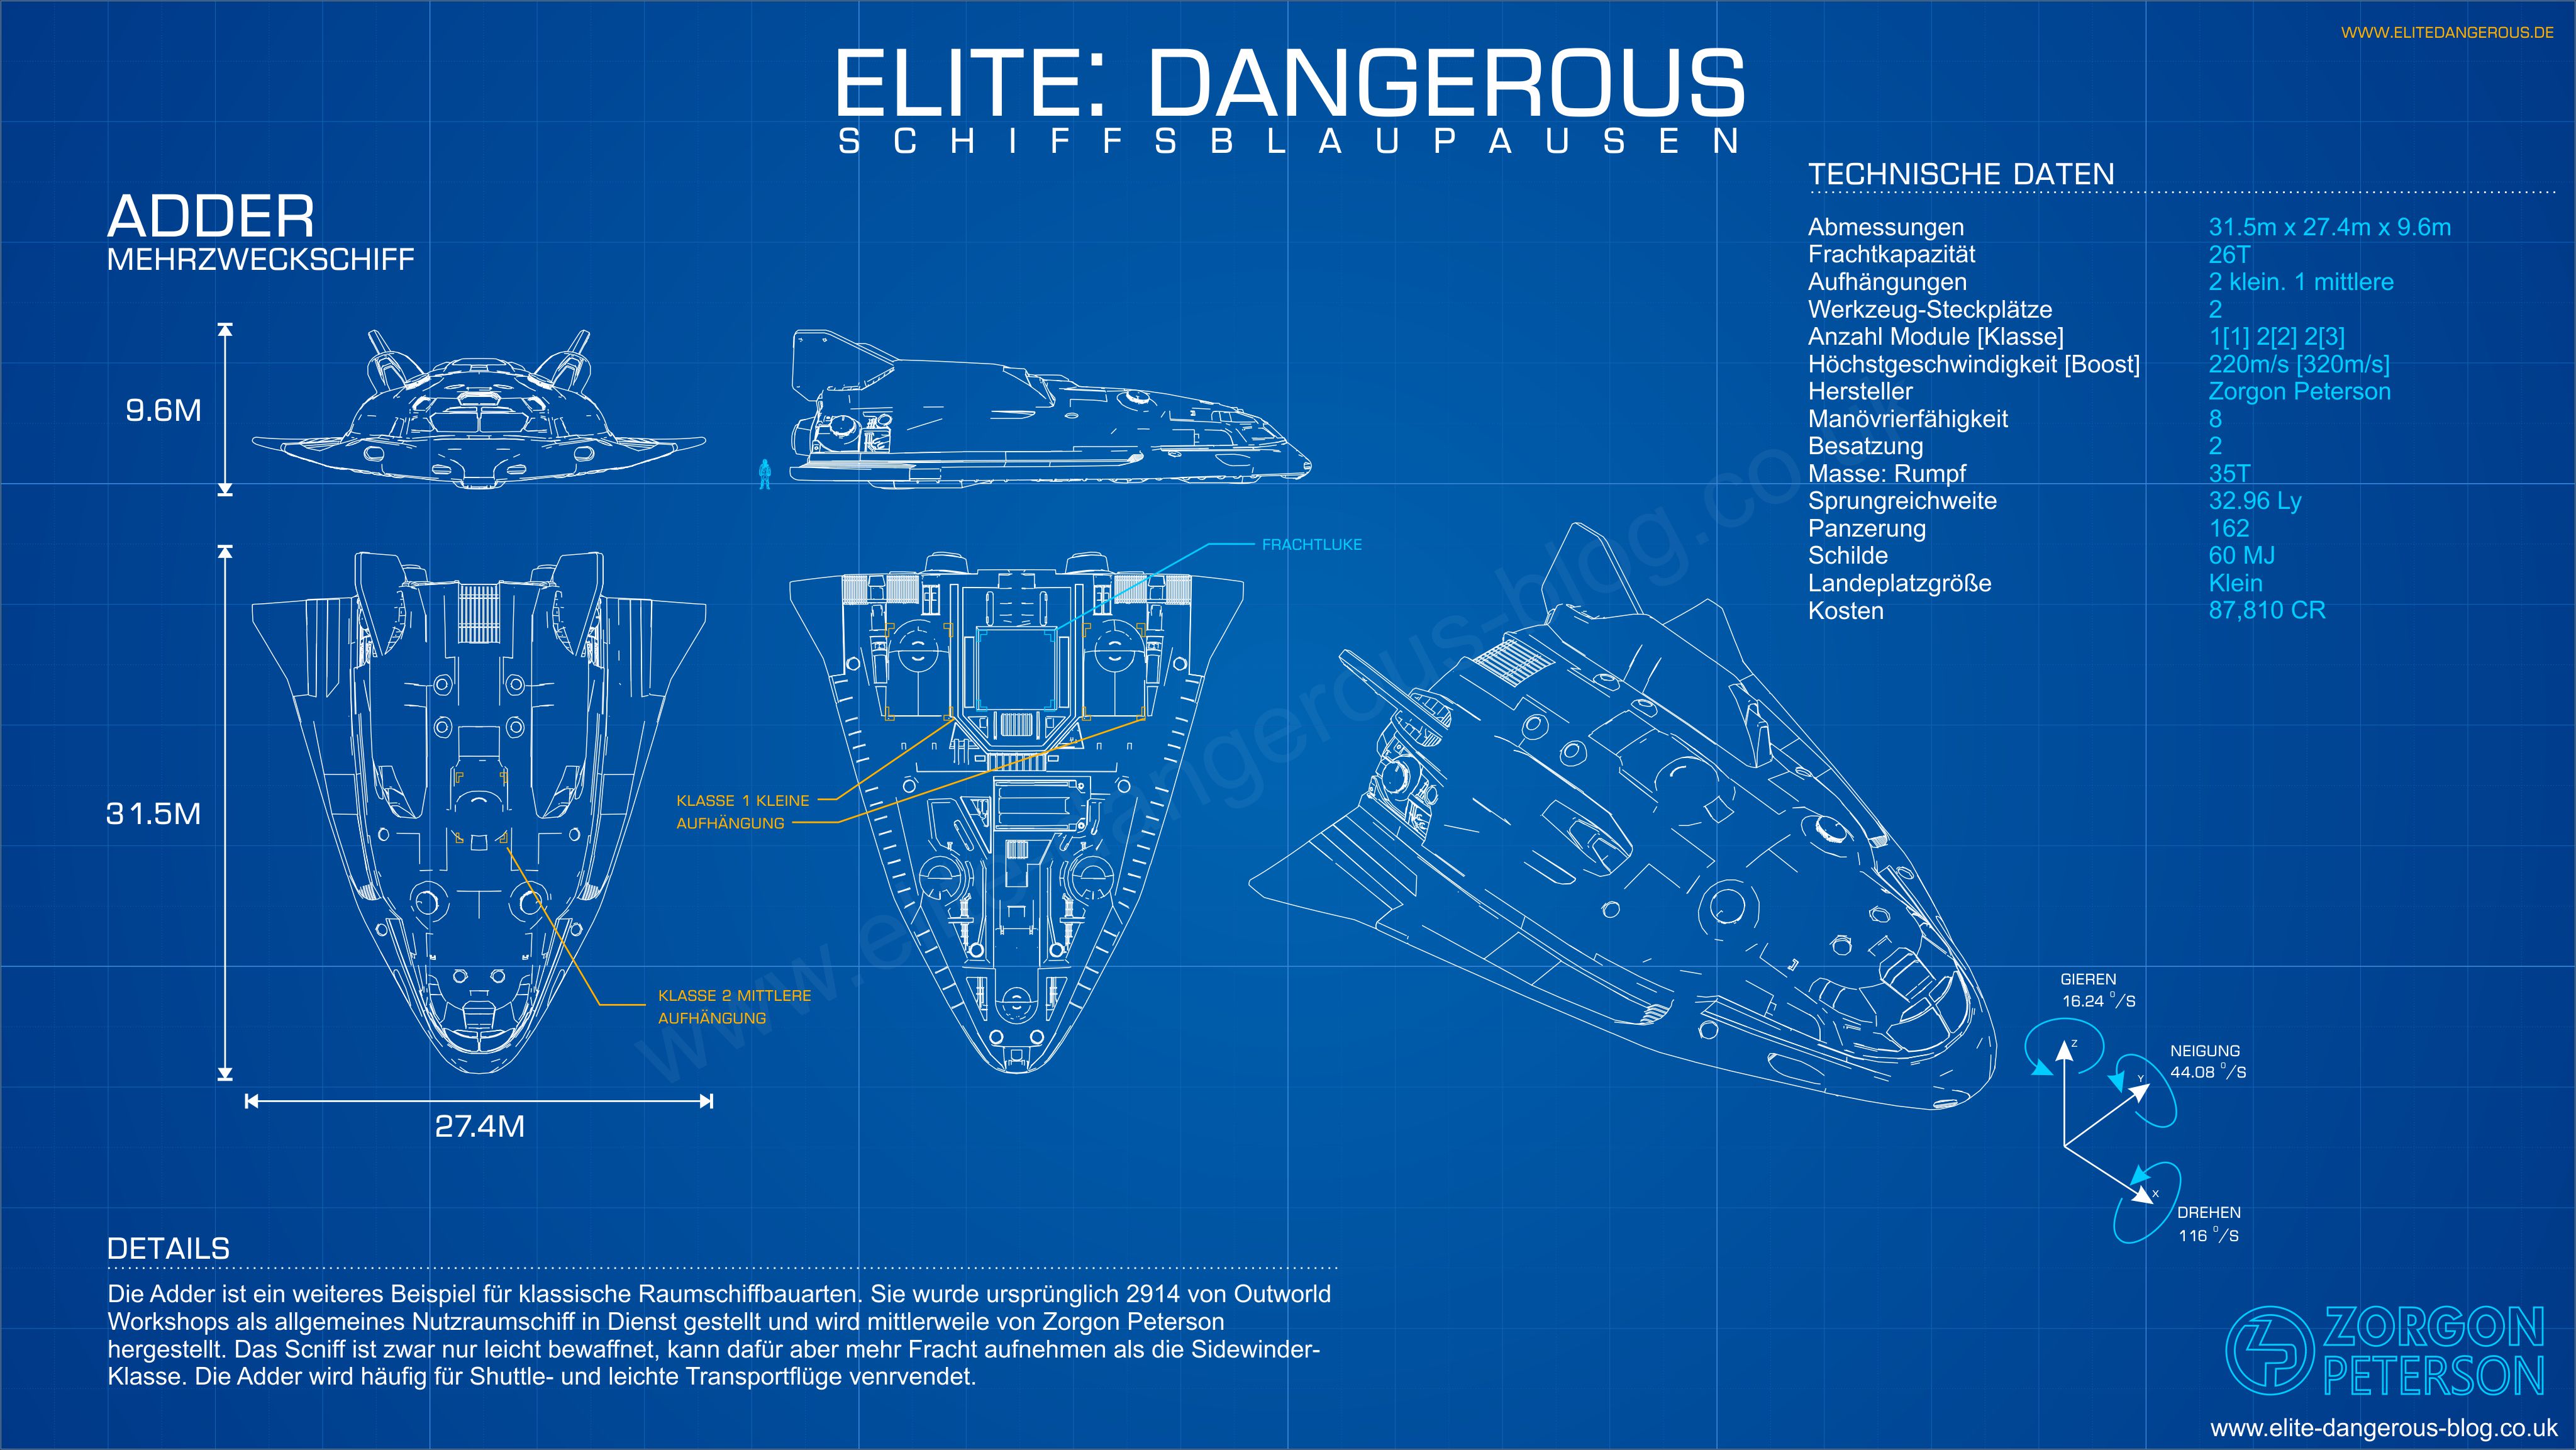 WWW.ELITEDANGEROUS.DE
ELITE: DANGEROUS
SCHIFFSBLAUPAUSEN
ADDER
MEHRZWECKSCHIFF
TECHNISCHE DATEN
Abmessungen 31.5m x 27.4m x 9.6m
Frachtkapazität 26T
Aufhängungen 2 klein. 1 mittlere
Werkzeug-Steckplätze 2
Anzahl Module [Klasse] 1[1] 2[2] 2[3]
Höchstgeschwindigkeit [Boost] 220m/s [320m/s]
Hersteller Zorgon Peterson
Manövrierfähigkeit 8
Besatzung 2
Masse: Rumpf 35T
Sprungreichweite 32.96 Ly
Panzerung 162
Schilde 60 MJ
Landeplatzgröße Klein
Kosten 87,810 CR
9.6M
31.5M
27.4M
FRACHTLUKE
KLASSE 1 KLEINE
AUFHÄNGUNG
KLASSE 2 MITTLERE
AUFHÄNGUNG
www.elite-dangerous-blog.co
GIEREN
16.24 °/S
Z
NEIGUNG
44.08 °/S
Y
X
DREHEN
116 °/S
DETAILS
Die Adder ist ein weiteres Beispiel für klassische Raumschiffbauarten. Sie wurde ursprünglich 2914 von Outworld
Workshops als allgemeines Nutzraumschiff in Dienst gestellt und wird mittlerweile von Zorgon Peterson
hergestellt. Das Scniff ist zwar nur leicht bewaffnet, kann dafür aber mehr Fracht aufnehmen als die Sidewinder-
Klasse. Die Adder wird häufig für Shuttle- und leichte Transportflüge venrvendet.
ZP
ZORGON
PETERSON
www.elite-dangerous-blog.co.uk